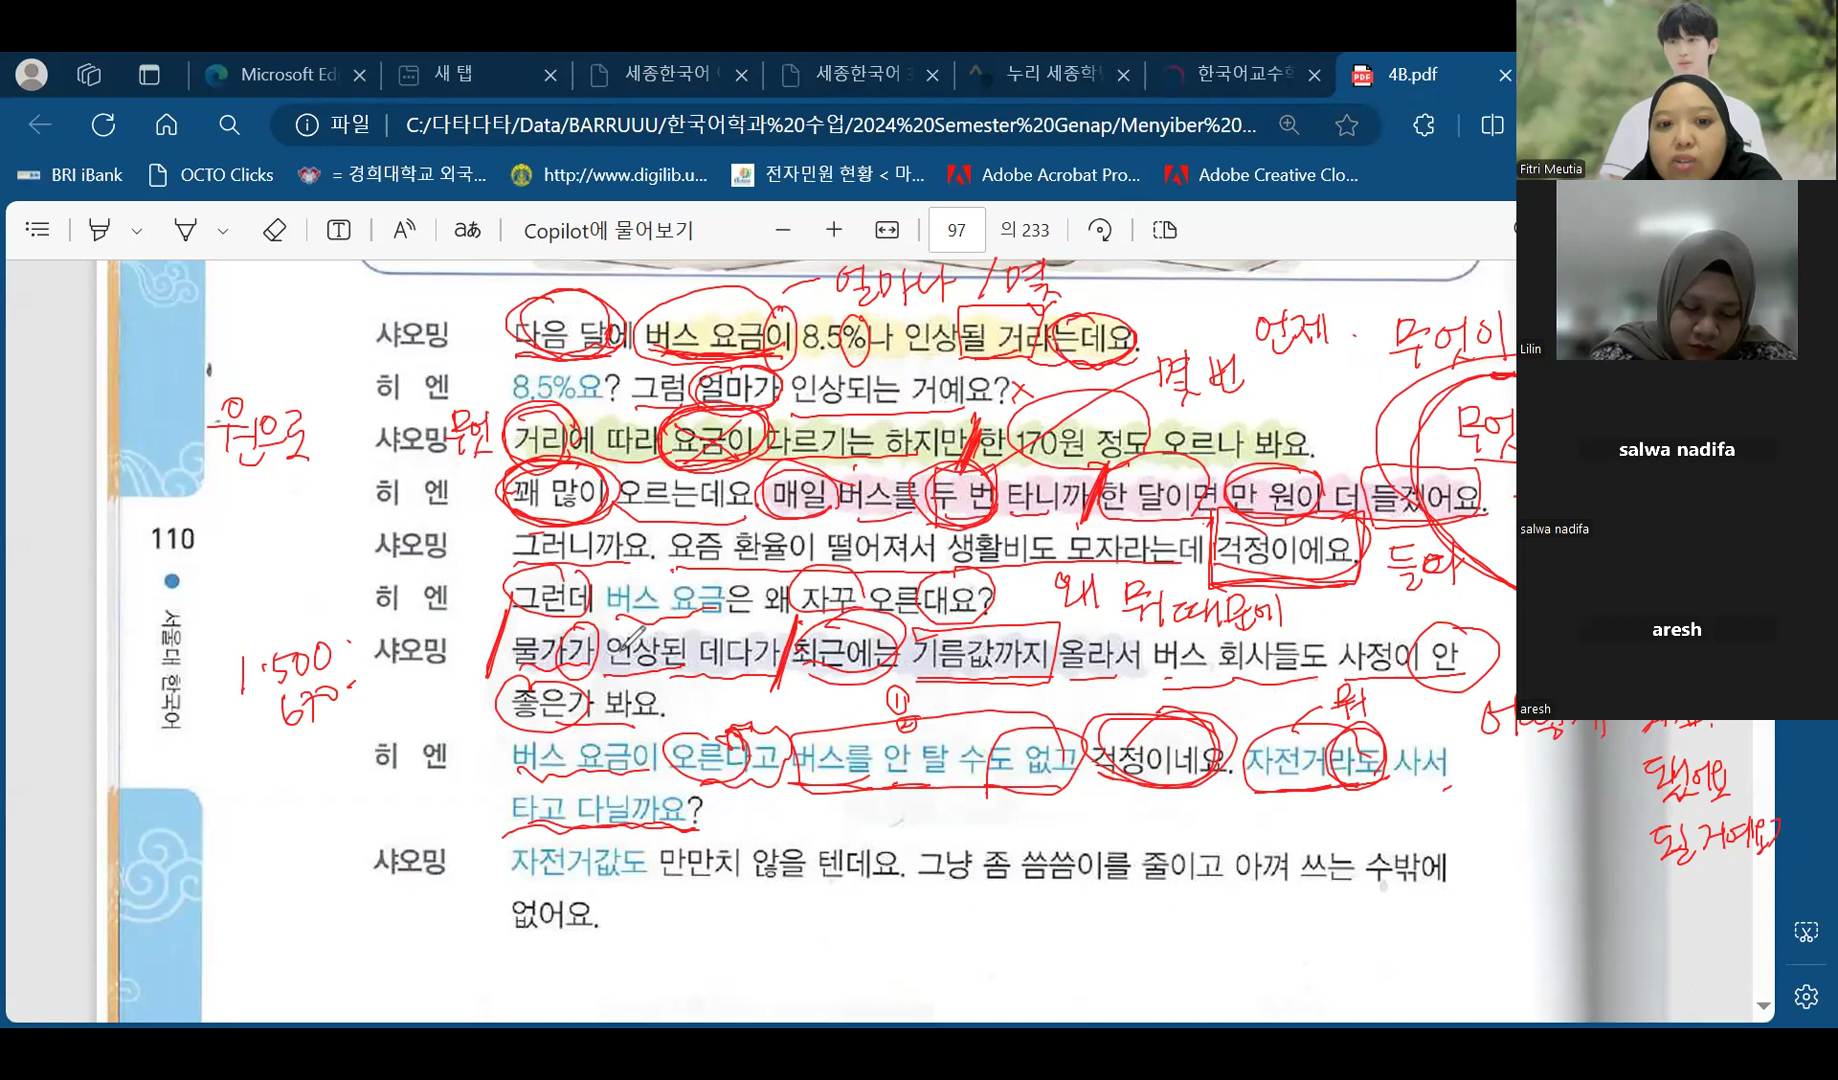 Microsoft Ed
새 탭
세종한국어
세종한국어 3
누리 세종학
한국어교수학
4B.pdf
파일
C:/다타다타/Data/BARRUUU/한국어학과%20수업/2024%20Semester%20Genap/Menyiber%20...
BRI iBank
OCTO Clicks
= 경희대학교 외국...
http://www.digilib.u...
전자민원 현황 < 마...
Adobe Acrobat Pro...
Adobe Creative Clo...
Copilot에 물어보기
97
의 233
Fitri Meutia
Lilin
salwa nadifa
salwa nadifa
aresh
aresh
얼마나 / 몇
샤오밍 다음 달에 버스 요금이 8.5%나 인상될 거라는데요.
언제 . 무엇이
히 엔 8.5%요? 그럼 얼마가 인상되는 거예요?
몇 번
무엇
샤오밍 거리에 따라 요금이 다르기는 하지만 한 170원 정도 오르나 봐요.
무엇
히 엔 꽤 많이 오르는데요. 매일 버스를 두 번 타니까 한 달이면 만 원이 더 들겠어요.
샤오밍 그러니까요. 요즘 환율이 떨어져서 생활비도 모자라는데 걱정이에요.
들어
히 엔 그런데 버스 요금은 왜 자꾸 오른대요?
왜 뭐 때문에
샤오밍 물가가 인상된 데다가 최근에는 기름값까지 올라서 버스 회사들도 사정이 안
좋은가 봐요.
1.500
670
뭐
히 엔 버스 요금이 오른다고 버스를 안 탈 수도 없고 걱정이네요. 자전거라도 사서
타고 다닐까요?
됐어요
될 거예요
샤오밍 자전거값도 만만치 않을 텐데요. 그냥 좀 씀씀이를 줄이고 아껴 쓰는 수밖에
없어요.
110
서울대 한국어